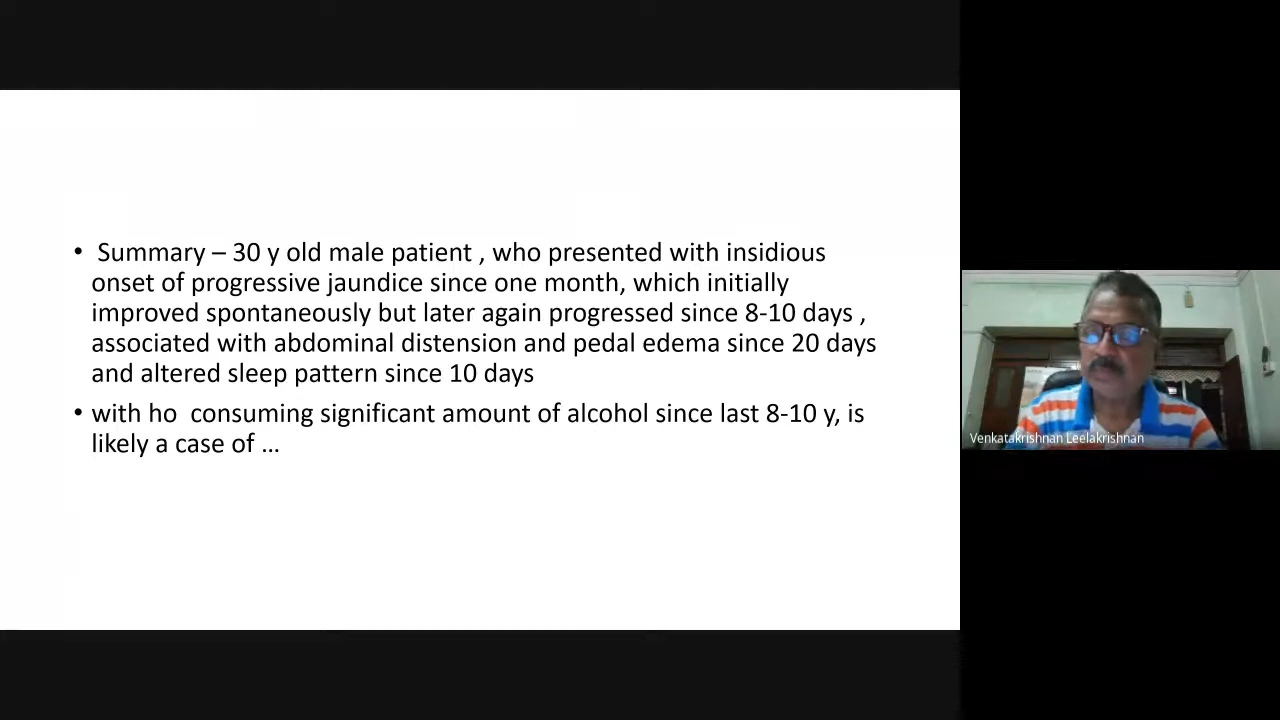 • Summary – 30 y old male patient , who presented with insidious
onset of progressive jaundice since one month, which initially
improved spontaneously but later again progressed since 8-10 days ,
associated with abdominal distension and pedal edema since 20 days
and altered sleep pattern since 10 days
• with ho consuming significant amount of alcohol since last 8-10 y, is
likely a case of ...
Venkatakrishnan Leelakrishnan